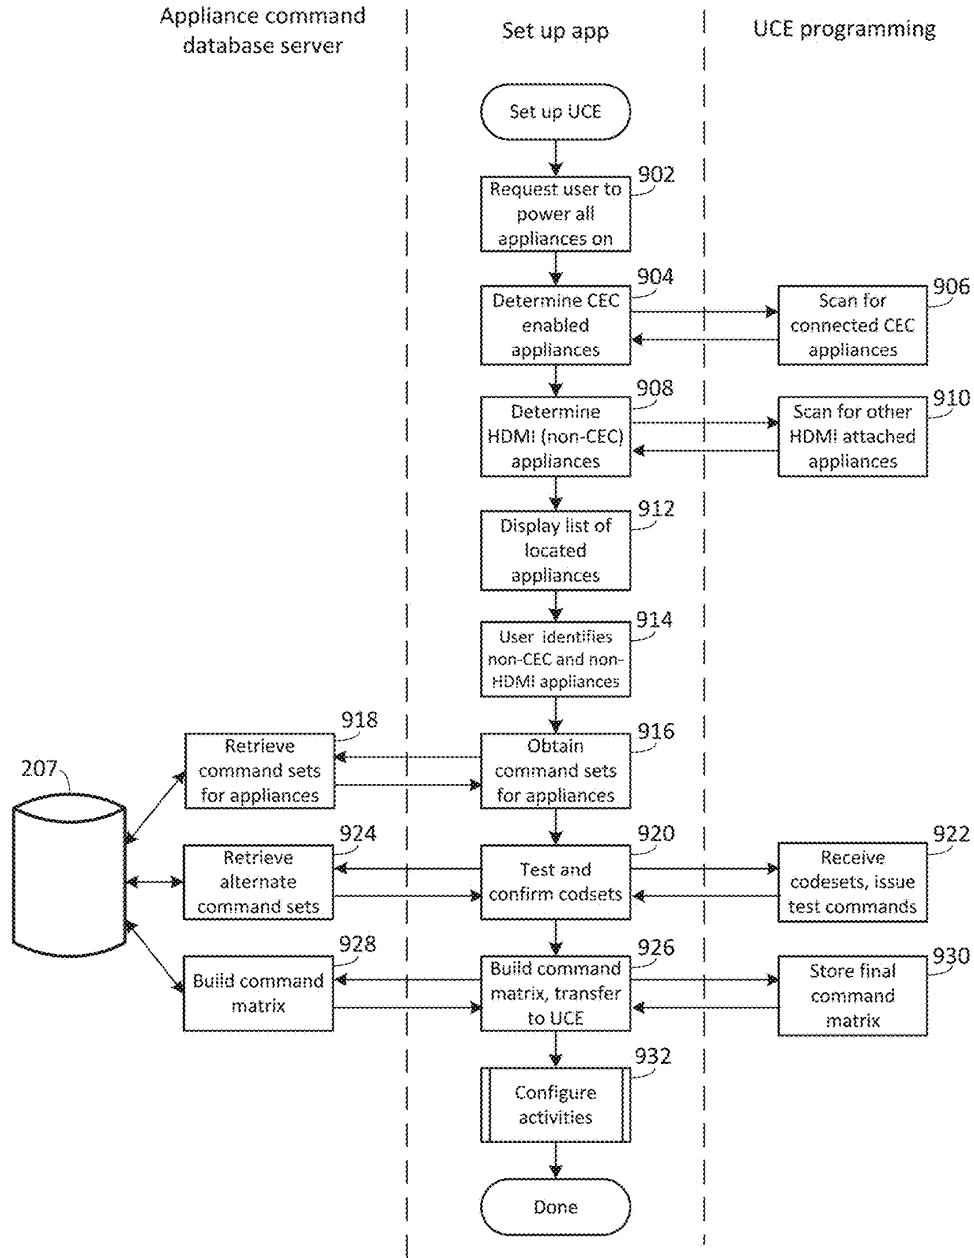 Appliance command
database server
Set up app
UCE programming
Set up UCE
902
Request user to
power all
appliances on
904
Determine CEC
enabled
appliances
906
Scan for
connected CEC
appliances
908
Determine
HDMI (non-CEC)
appliances
910
Scan for other
HDMI attached
appliances
912
Display list of
located
appliances
914
User identifies
non-CEC and non-
HDMI appliances
918
Retrieve
command sets
for appliances
916
Obtain
command sets
for appliances
207
924
Retrieve
alternate
command sets
920
Test and
confirm codsets
922
Receive
codesets, issue
test commands
928
Build command
matrix
926
Build command
matrix, transfer
to UCE
930
Store final
command
matrix
932
Configure
activities
Done